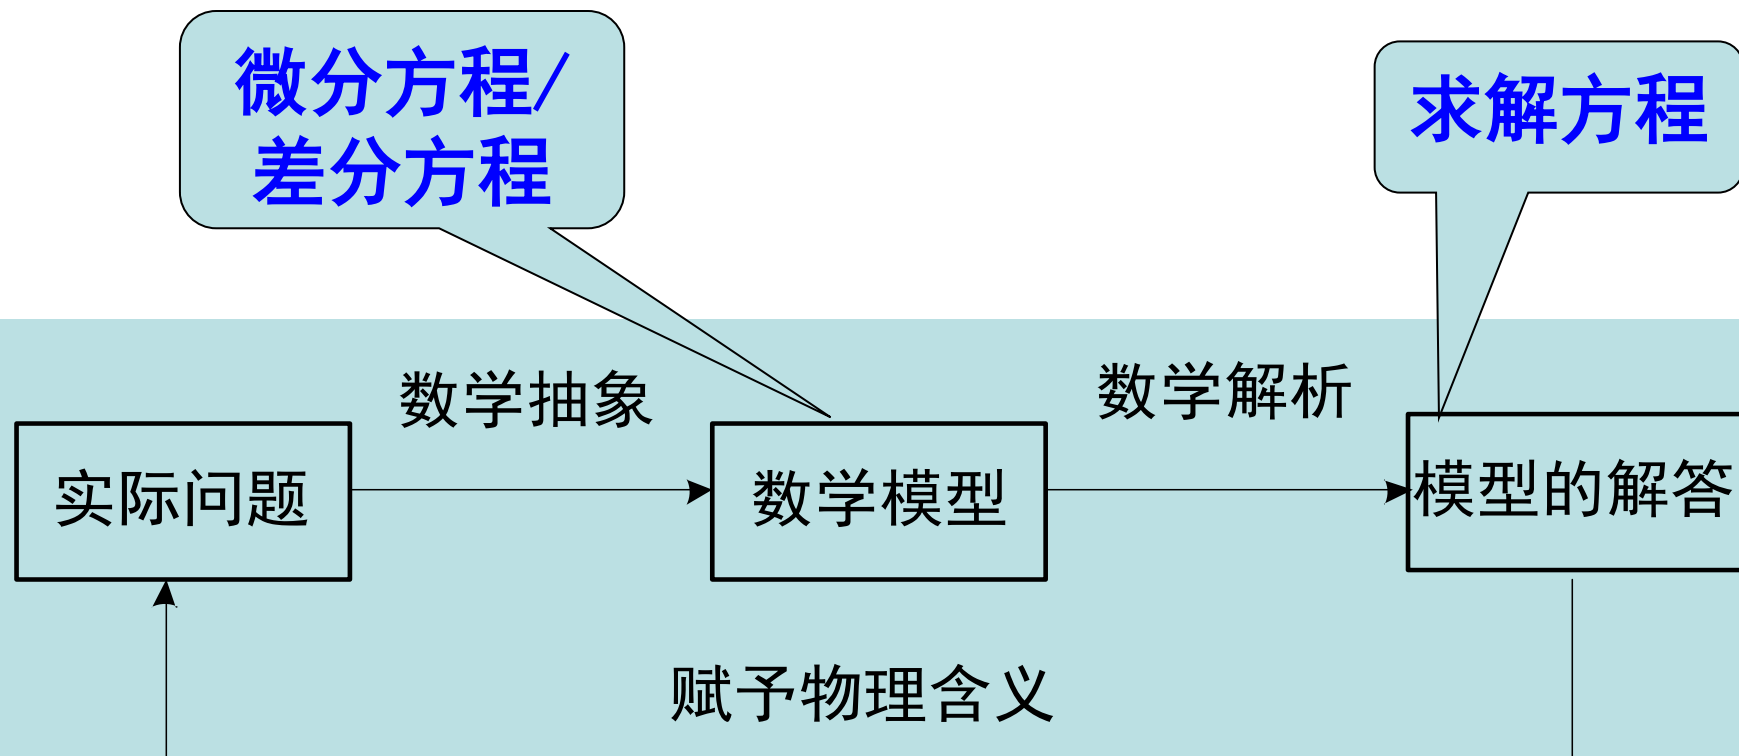 微分方程/
差分方程
求解方程
数学抽象
数学解析
实际问题
数学模型
模型的解答
赋予物理含义